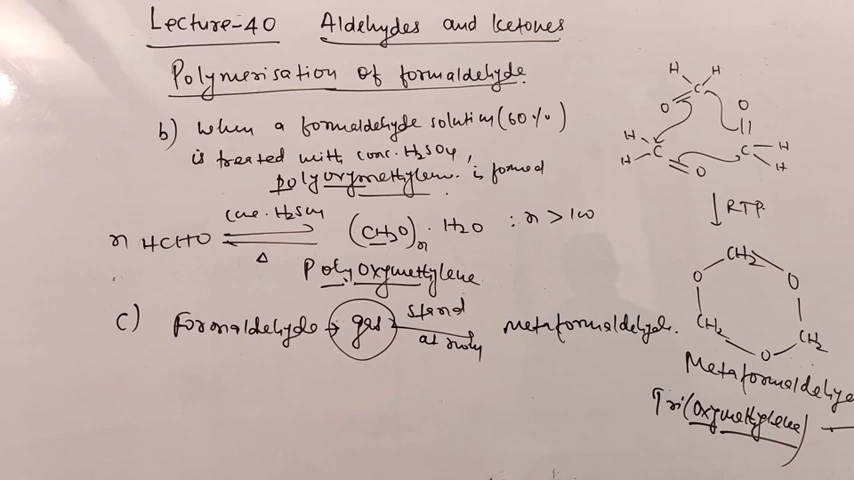 Lecture-40 Aldehydes and Ketones
Polymerisation of formaldehyde
b) When a formaldehyde solution (60%)
is treated with conc. H2SO4,
polyoxymethylene is formed
n HCHO conc. H2SO4 Δ (CH2O)n . H2O : n > 100
Polyoxymethylene
c) Formaldehyde → gas stand at room metaformaldehyde.
H H
C
O O
H C C H
H O H
RTP.
CH2
O O
CH2 CH2
O
Metaformaldehyde
Tri(oxymethylene)